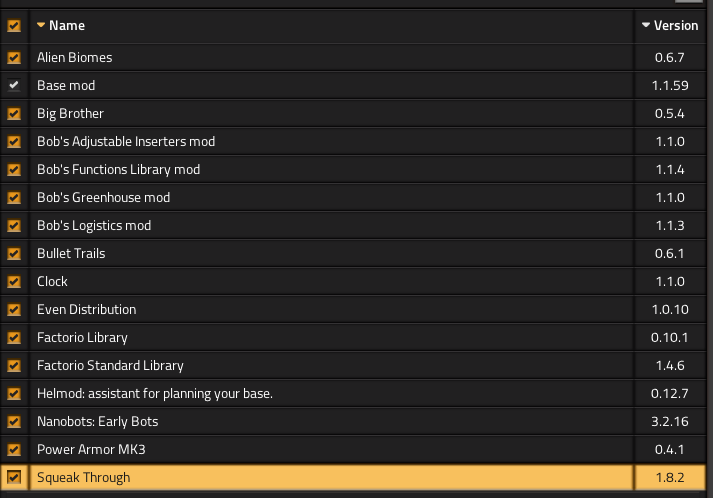 Name Version
Alien Biomes 0.6.7
Base mod 1.1.59
Big Brother 0.5.4
Bob's Adjustable Inserters mod 1.1.0
Bob's Functions Library mod 1.1.4
Bob's Greenhouse mod 1.1.0
Bob's Logistics mod 1.1.3
Bullet Trails 0.6.1
Clock 1.1.0
Even Distribution 1.0.10
Factorio Library 0.10.1
Factorio Standard Library 1.4.6
Helmod: assistant for planning your base. 0.12.7
Nanobots: Early Bots 3.2.16
Power Armor MK3 0.4.1
Squeak Through 1.8.2